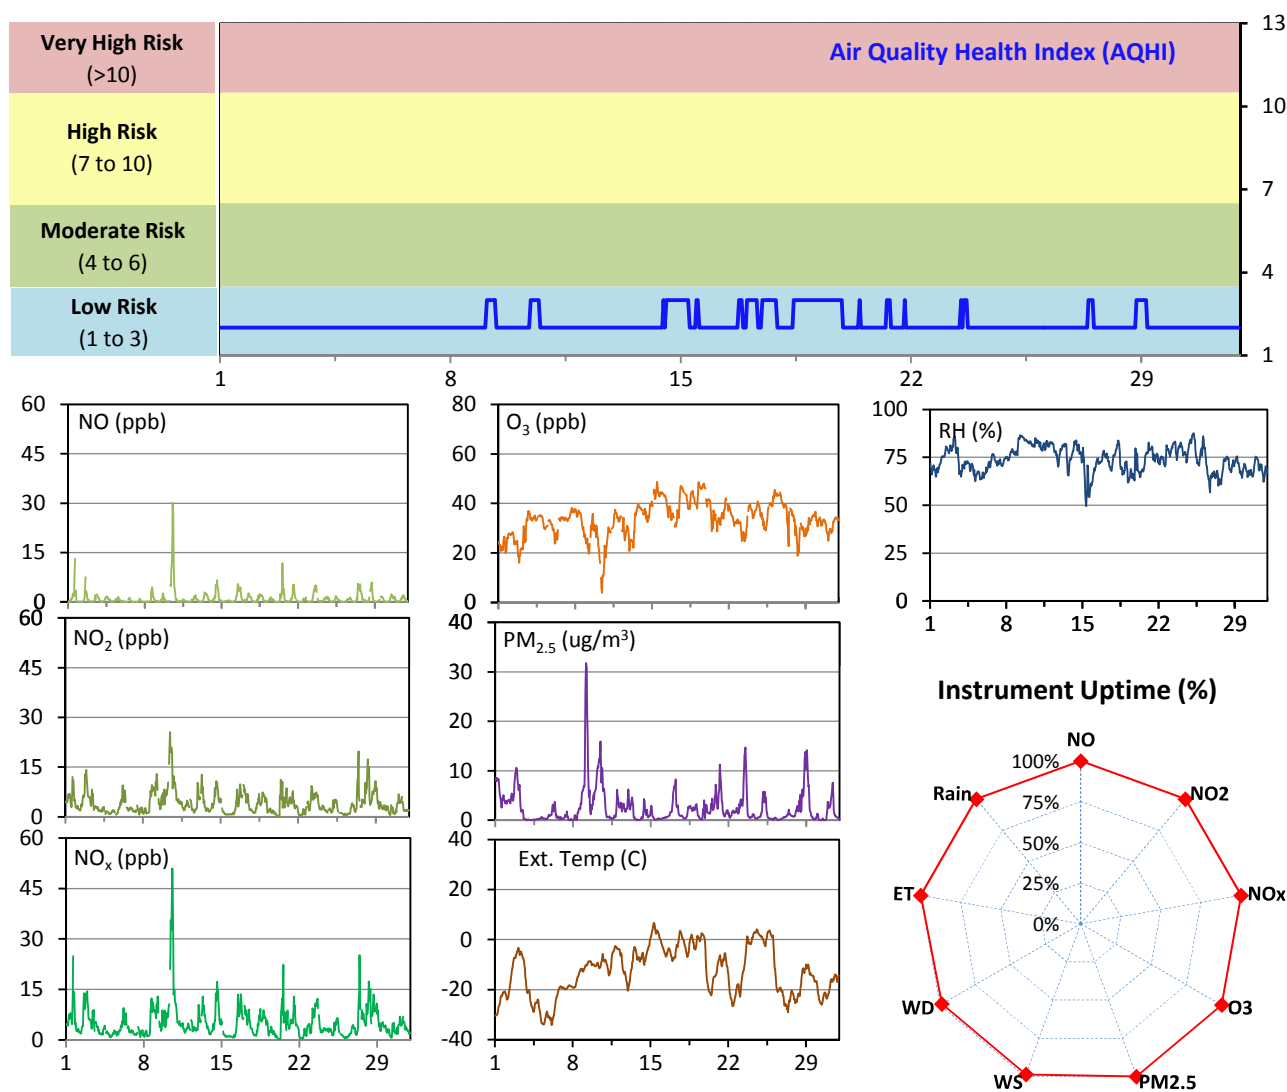 Very High Risk
(>10)
High Risk
(7 to 10)
Moderate Risk
(4 to 6)
Low Risk
(1 to 3)
Air Quality Health Index (AQHI)
13
10
7
4
1
1 8 15 22 29
NO (ppb)
60
45
30
15
0
O3 (ppb)
80
60
40
20
0
RH (%)
100
75
50
25
0
1 8 15 22 29
NO2 (ppb)
60
45
30
15
0
PM2.5 (ug/m³)
40
30
20
10
0
NOx (ppb)
60
45
30
15
0
1 8 15 22 29
Ext. Temp (C)
40
20
0
-20
-40
1 8 15 22 29
Instrument Uptime (%)
NO
NO2
NOx
O3
PM2.5
WS
WD
ET
Rain
100%
75%
50%
25%
0%